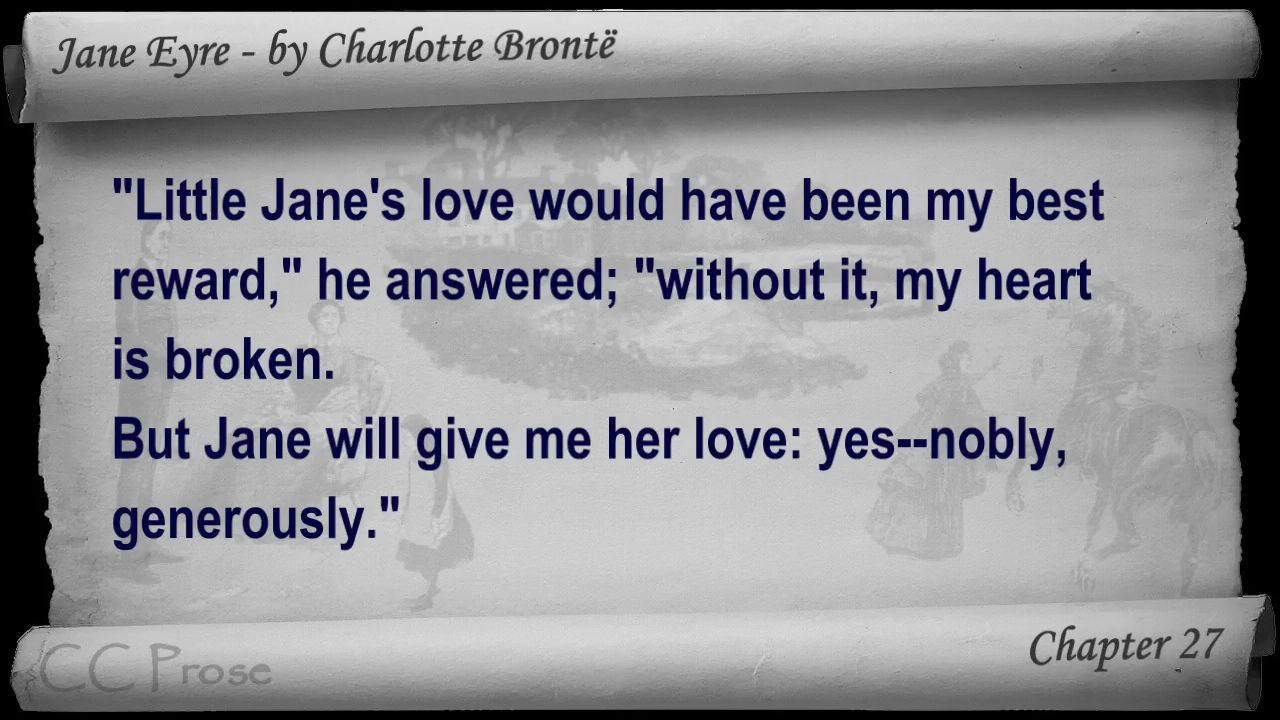 Jane Eyre - by Charlotte Brontë
"Little Jane's love would have been my best
reward," he answered; "without it, my heart
is broken.
But Jane will give me her love: yes--nobly,
generously."
Chapter 27
CC Prose